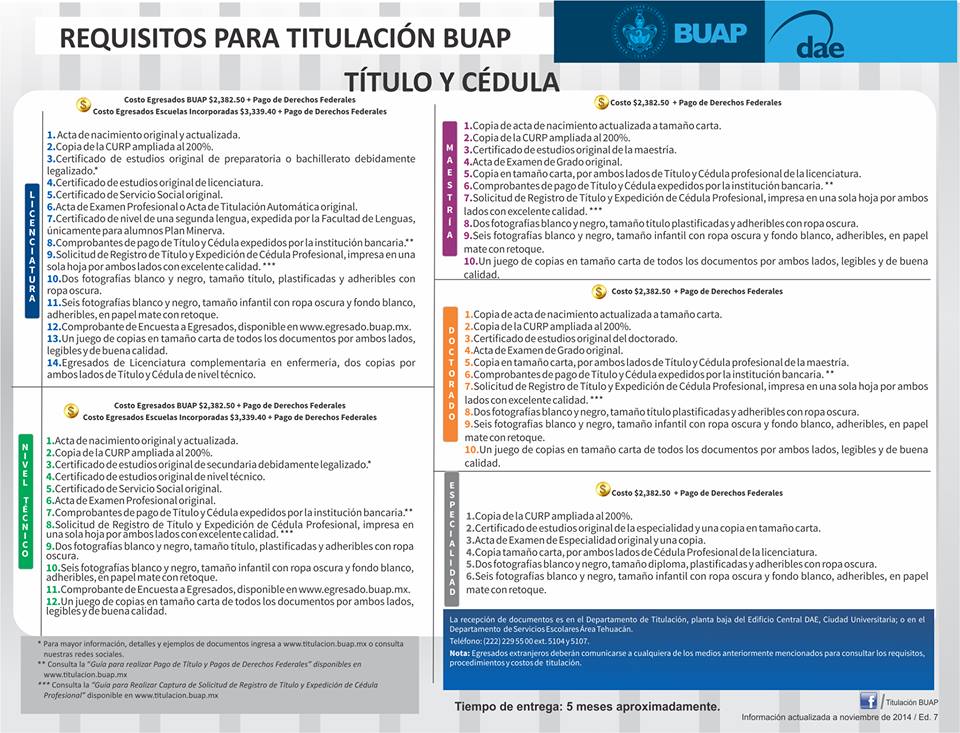 REQUISITOS PARA TITULACIÓN BUAP
BUAP
dae
TÍTULO Y CÉDULA
Costo Egresados BUAP $2,382.50 + Pago de Derechos Federales
Costo Egresados Escuelas Incorporadas $3,339.40 + Pago de Derechos Federales
LICENCIATURA
1. Acta de nacimiento original y actualizada.
2.Copia de la CURP ampliada al 200%.
3.Certificado de estudios original de preparatoria o bachillerato debidamente
legalizado.*
4.Certificado de estudios original de licenciatura.
5.Certificado de Servicio Social original.
6.Acta de Examen Profesional o Acta de Titulación Automática original.
7.Certificado de nivel de una segunda lengua, expedida por la Facultad de Lenguas,
únicamente para alumnos Plan Minerva.
8.Comprobantes de pago de Título y Cédula expedidos por la institución bancaria.**
9.Solicitud de Registro de Título y Expedición de Cédula Profesional, impresa en una
sola hoja por ambos lados con excelente calidad. ***
10.Dos fotografías blanco y negro, tamaño título, plastificadas y adheribles con
ropa oscura.
11.Seis fotografías blanco y negro, tamaño infantil con ropa oscura y fondo blanco,
adheribles, en papel mate con retoque.
12.Comprobante de Encuesta a Egresados, disponible en www.egresado.buap.mx.
13.Un juego de copias en tamaño carta de todos los documentos por ambos lados,
legibles y de buena calidad.
14.Egresados de Licenciatura complementaria en enfermería, dos copias por
ambos lados de Título y Cédula de nivel técnico.
Costo Egresados BUAP $2,382.50 + Pago de Derechos Federales
Costo Egresados Escuelas Incorporadas $3,339.40 + Pago de Derechos Federales
NIVEL TÉCNICO
1.Acta de nacimiento original y actualizada.
2.Copia de la CURP ampliada al 200%.
3.Certificado de estudios original de secundaria debidamente legalizado.*
4.Certificado de estudios original de nivel técnico.
5.Certificado de Servicio Social original.
6.Acta de Examen Profesional original.
7.Comprobantes de pago de Título y Cédula expedidos por la institución bancaria.**
8.Solicitud de Registro de Título y Expedición de Cédula Profesional, impresa en
una sola hoja por ambos lados con excelente calidad. ***
9.Dos fotografías blanco y negro, tamaño título, plastificadas y adheribles con ropa
oscura.
10.Seis fotografías blanco y negro, tamaño infantil con ropa oscura y fondo blanco,
adheribles, en papel mate con retoque.
11.Comprobante de Encuesta a Egresados, disponible en www.egresado.buap.mx.
12.Un juego de copias en tamaño carta de todos los documentos por ambos lados,
legibles y de buena calidad.
* Para mayor información, detalles y ejemplos de documentos ingresa a www.titulacion.buap.mx o consulta
nuestras redes sociales.
** Consulta la "Guía para realizar Pago de Título y Pagos de Derechos Federales" disponibles en
www.titulacion.buap.mx
*** Consulta la "Guía para Realizar Captura de Solicitud de Registro de Título y Expedición de Cédula
Profesional" disponible en www.titulacion.buap.mx
Costo $2,382.50 + Pago de Derechos Federales
MAESTRÍA
1.Copia de acta de nacimiento actualizada a tamaño carta.
2.Copia de la CURP ampliada al 200%.
3.Certificado de estudios original de la maestria.
4.Acta de Examen de Grado original.
5.Copia en tamaño carta, por ambos lados de Título y Cédula profesional de la licenciatura.
6.Comprobantes de pago de Título y Cédula expedidos por la institución bancaria. **
7.Solicitud de Registro de Título y Expedición de Cédula Profesional, impresa en una sola hoja por ambos
lados con excelente calidad. ***
8.Dos fotografías blanco y negro, tamaño título plastificadas y adheribles con ropa oscura.
9.Seis fotografías blanco y negro, tamaño infantil con ropa oscura y fondo blanco, adheribles, en papel
mate con retoque.
10.Un juego de copias en tamaño carta de todos los documentos por ambos lados, legibles y de buena
calidad.
Costo $2,382.50 + Pago de Derechos Federales
DOCTORADO
1.Copia de acta de nacimiento actualizada a tamaño carta.
2.Copia de la CURP ampliada al 200%.
3.Certificado de estudios original del doctorado.
4.Acta de Examen de Grado original.
5.Copia en tamaño carta, por ambos lados de Título y Cédula profesional de la maestría.
6.Comprobantes de pago de Título y Cédula expedidos por la institución bancaria. **
7.Solicitud de Registro de Título y Expedición de Cédula Profesional, impresa en una sola hoja por ambos
lados con excelente calidad. ***
8.Dos fotografías blanco y negro, tamaño título plastificadas y adheribles con ropa oscura.
9.Seis fotografías blanco y negro, tamaño infantil con ropa oscura y fondo blanco, adheribles, en papel
mate con retoque.
10.Un juego de copias en tamaño carta de todos los documentos por ambos lados, legibles y de buena
calidad.
Costo $2,382.50 + Pago de Derechos Federales
ESPECIALIDAD
1.Copia de la CURP ampliada al 200%.
2.Certificado de estudios original de la especialidad y una copia en tamaño carta.
3.Acta de Examen de Especialidad original y una copia.
4.Copia tamaño carta, por ambos lados de Cédula Profesional de la licenciatura.
5.Dos fotografías blanco y negro, tamaño diploma, plastificadas y adheribles con ropa oscura.
6.Seis fotografías blanco y negro, tamaño infantil con ropa oscura y fondo blanco, adheribles, en papel
mate con retoque.
La recepción de documentos es en el Departamento de Titulación, planta baja del Edificio Central DAE, Ciudad Universitaria; o en el
Departamento de Servicios Escolares Área Tehuacán.
Teléfono: (222) 229 55 00 ext. 5104 y 5107.
Nota: Egresados extranjeros deberán comunicarse a cualquiera de los medios anteriormente mencionados para consultar los requisitos,
procedimientos y costos de titulación.
Tiempo de entrega: 5 meses aproximadamente.
f / Titulación BUAP
Información actualizada a noviembre de 2014 / Ed. 7